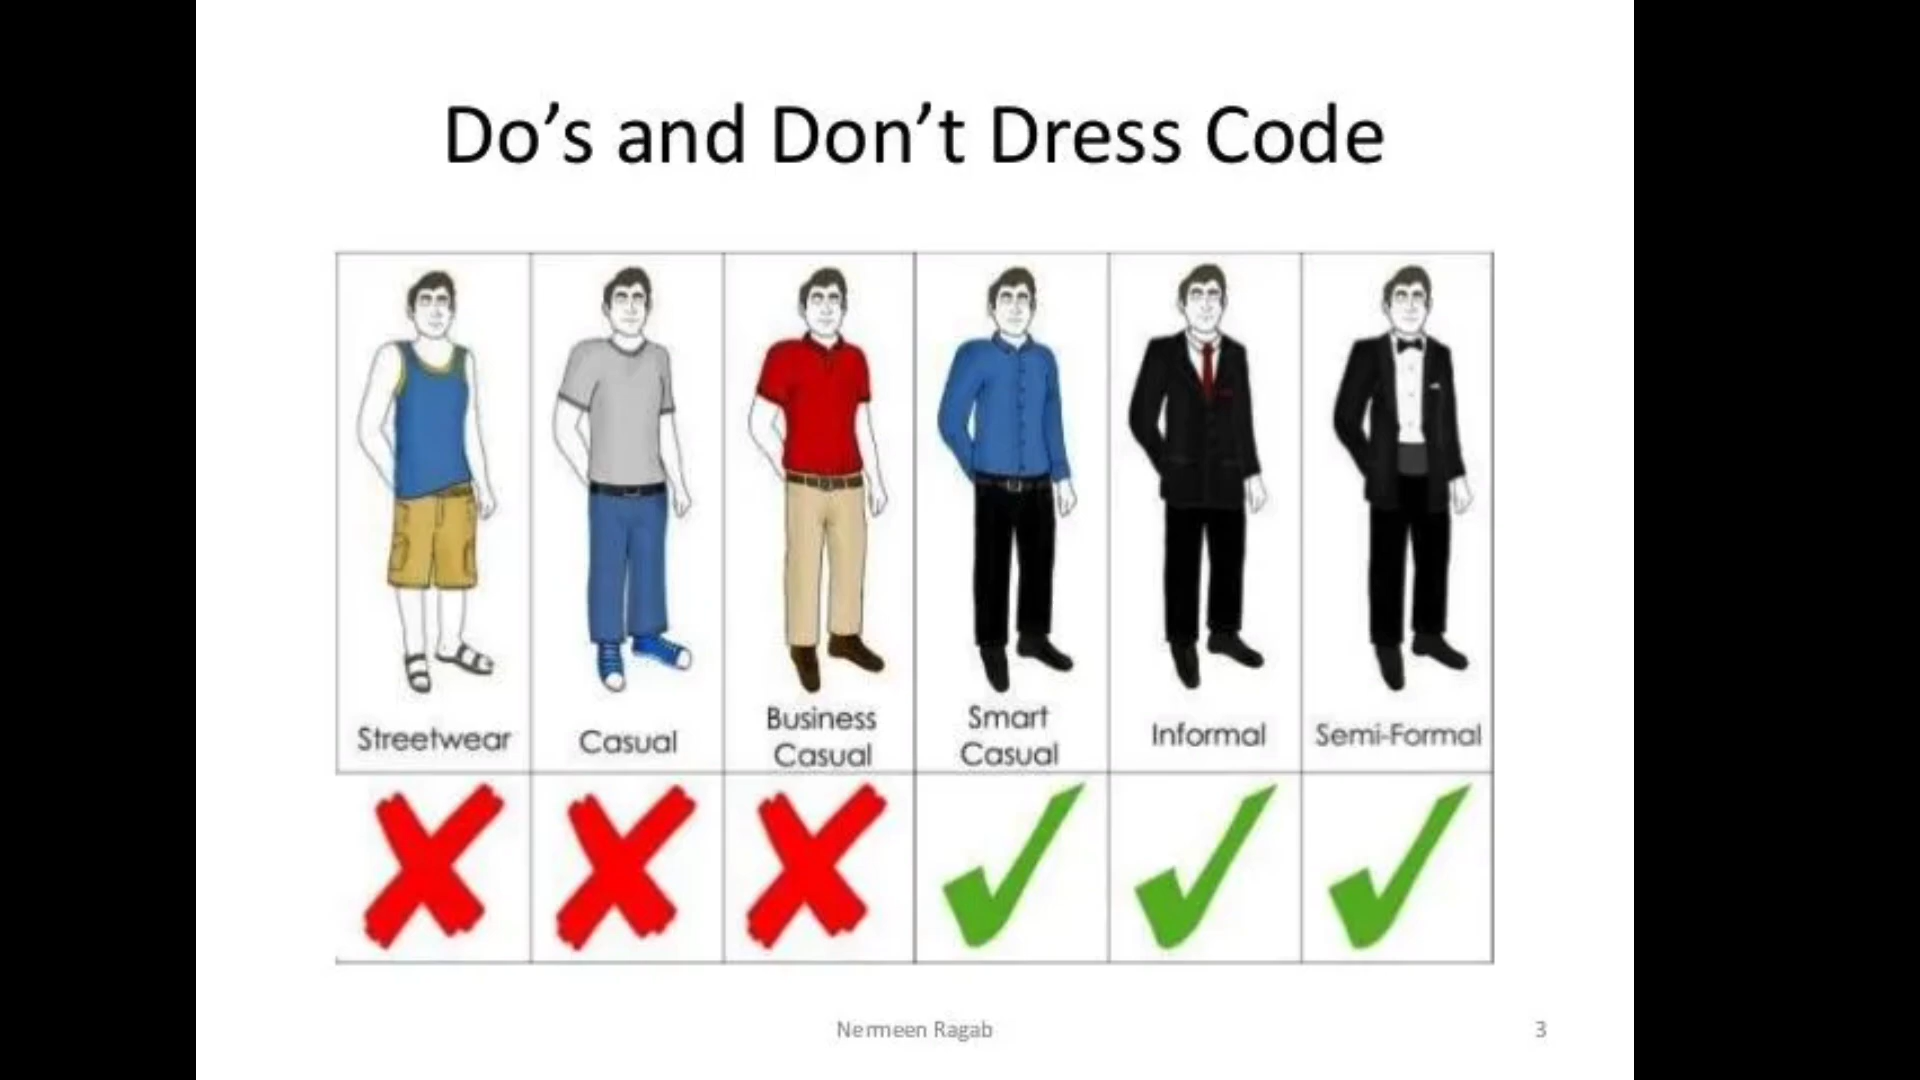 Do’s and Don’t Dress Code
Streetwear
Casual
Business
Casual
Smart
Casual
Informal
Semi-Formal
Nermeen Ragab
3